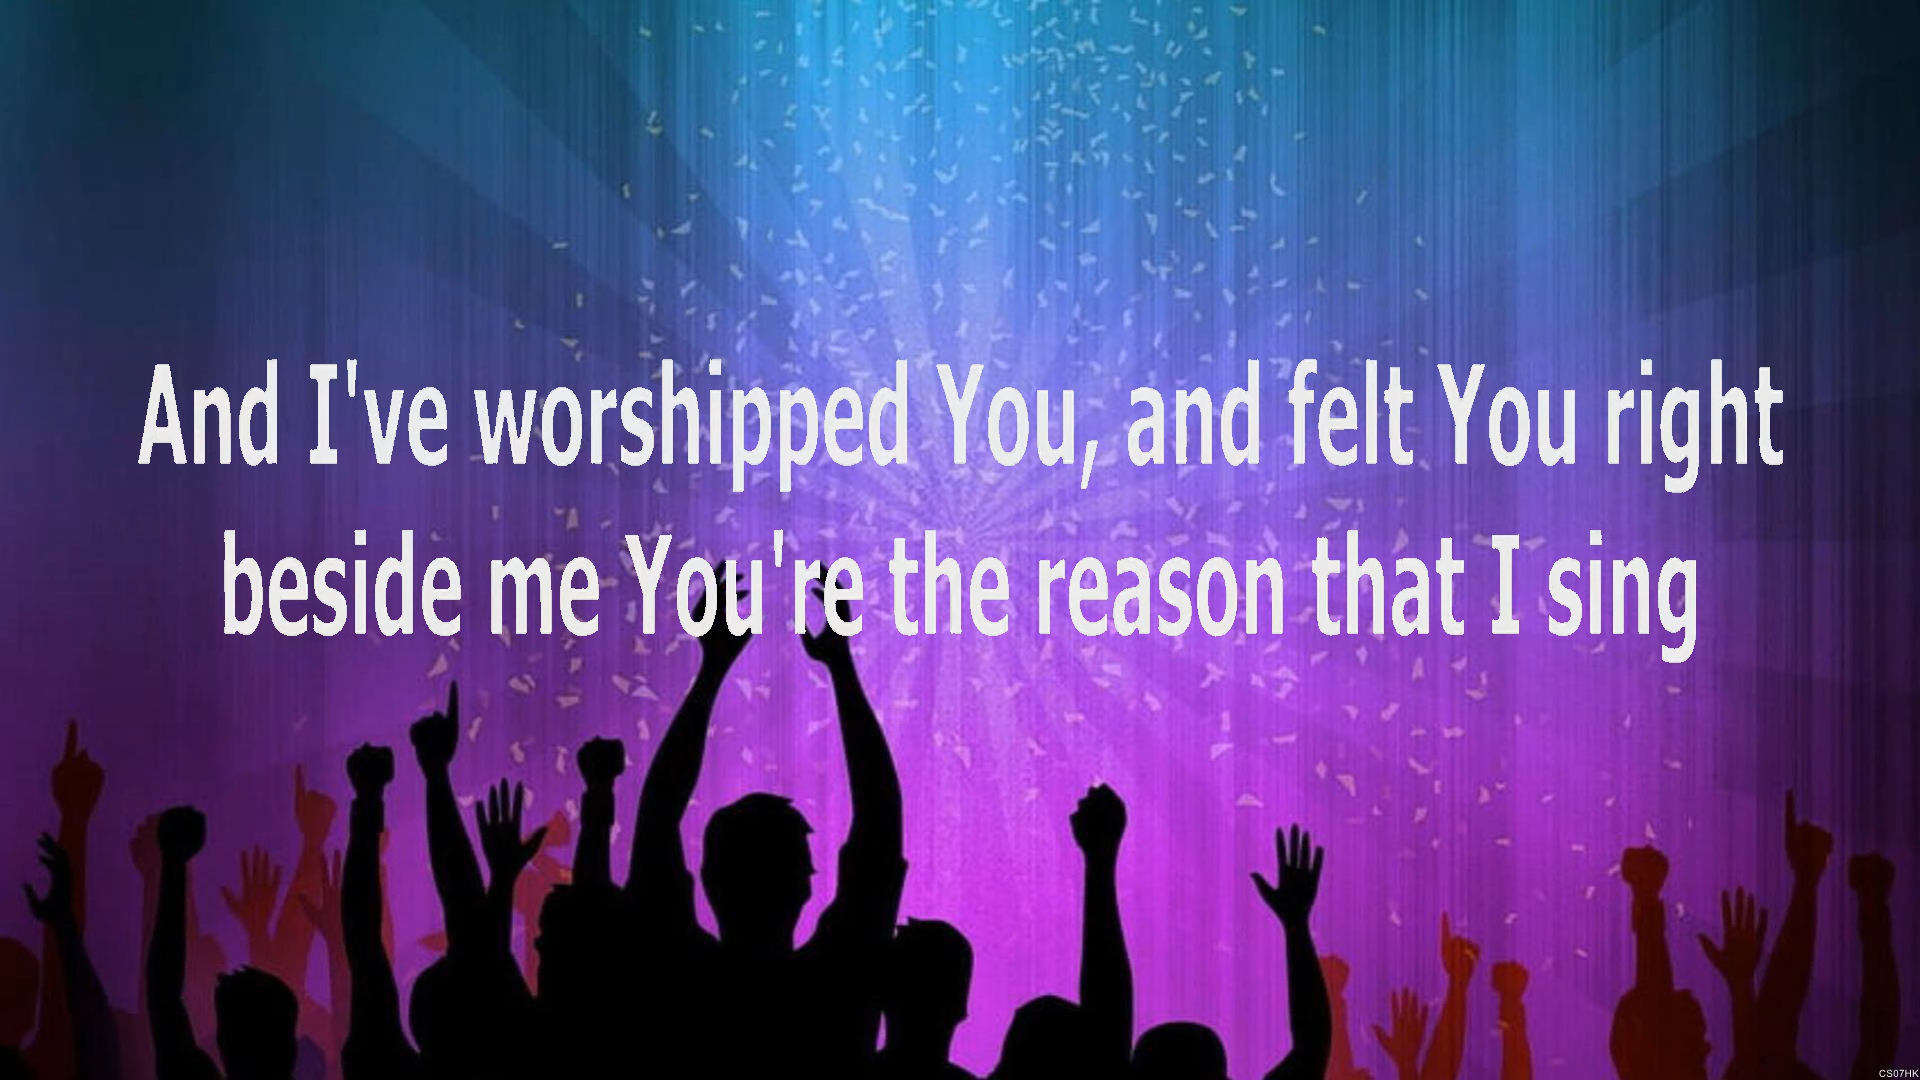 And I've worshipped You, and felt You right
beside me You're the reason that I sing
CS07HK